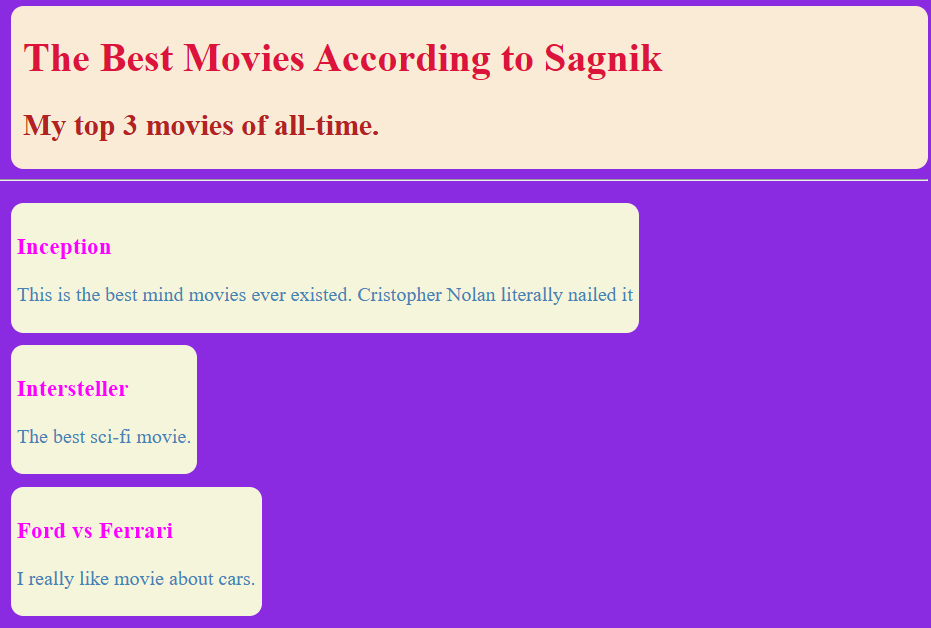 The Best Movies According to Sagnik
My top 3 movies of all-time.
Inception
This is the best mind movies ever existed. Cristopher Nolan literally nailed it
Intersteller
The best sci-fi movie.
Ford vs Ferrari
I really like movie about cars.